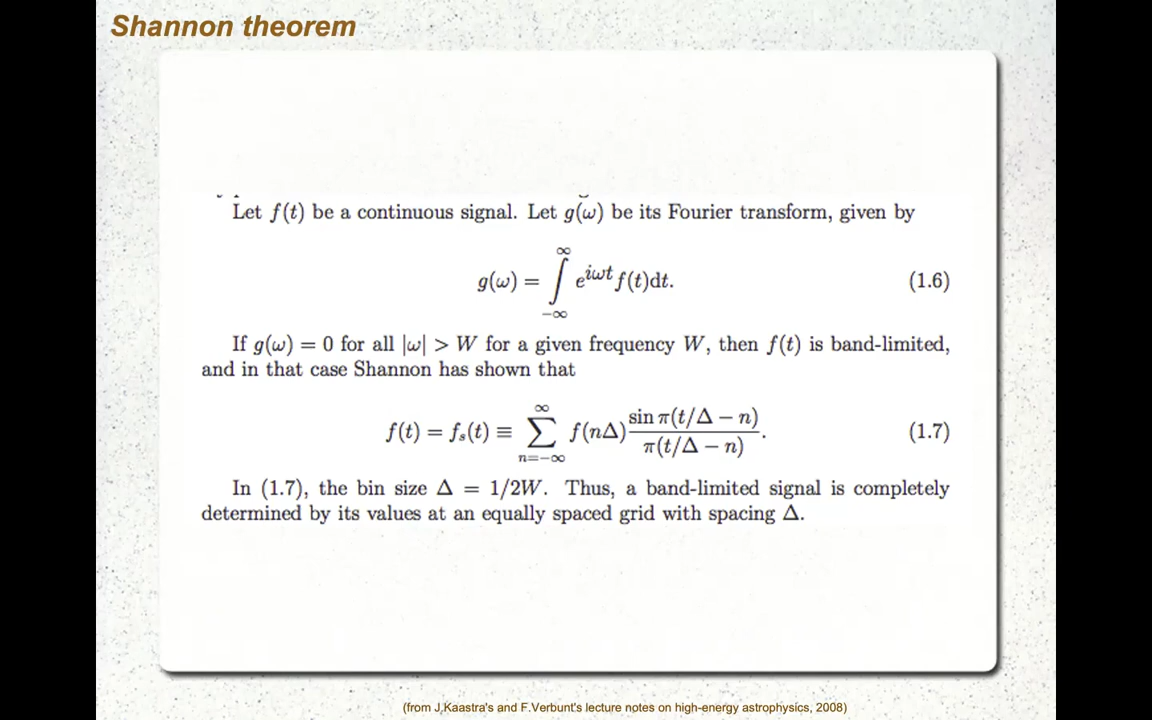 Shannon theorem
Let f(t) be a continuous signal. Let g(ω) be its Fourier transform, given by
g(ω) = ∫_{−∞}^{∞} e^{iωt} f(t)dt. (1.6)
If g(ω) = 0 for all |ω| > W for a given frequency W, then f(t) is band-limited,
and in that case Shannon has shown that
f(t) = fₛ(t) ≡ ∑_{n=−∞}^{∞} f(nΔ) sin π(t/Δ − n) / π(t/Δ − n). (1.7)
In (1.7), the bin size Δ = 1/2W. Thus, a band-limited signal is completely
determined by its values at an equally spaced grid with spacing Δ.
(from J.Kaastra's and F.Verbunt's lecture notes on high-energy astrophysics, 2008)